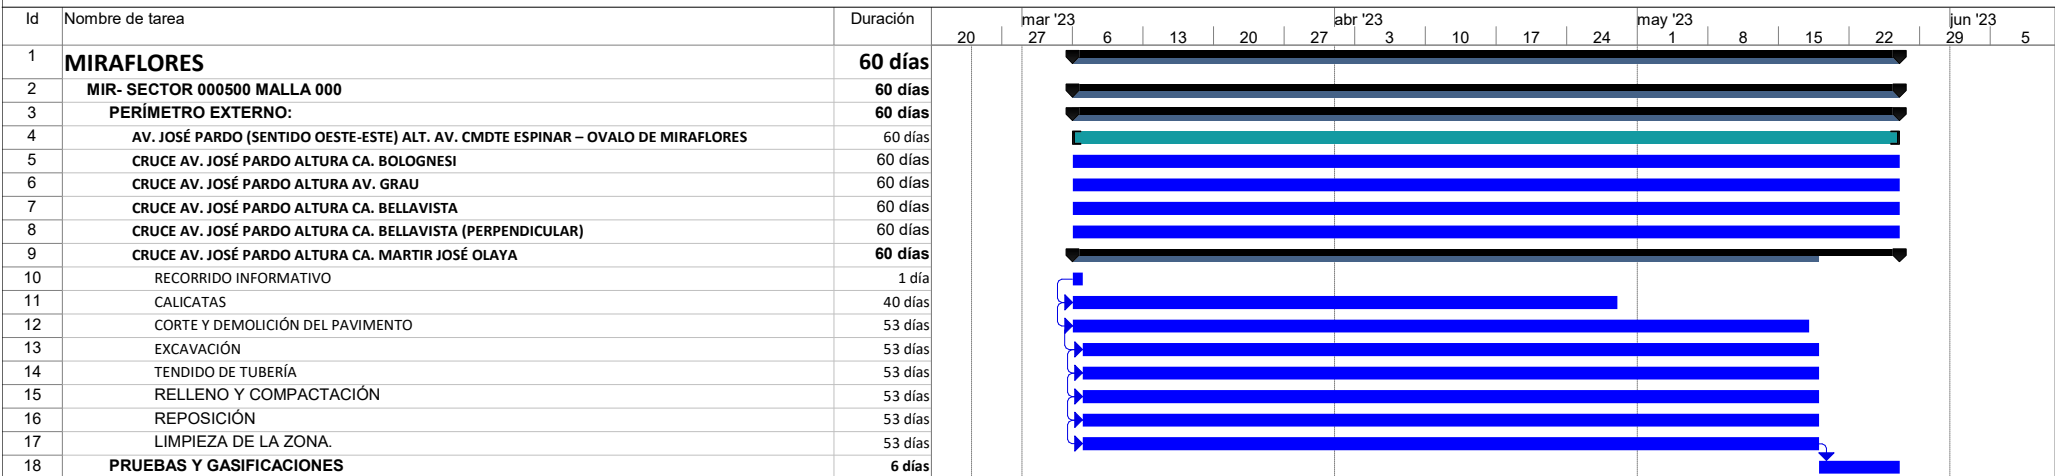 Id Nombre de tarea Duración mar '23 abr '23 may '23 jun '23
20 27 6 13 20 27 3 10 17 24 1 8 15 22 29 5
1 MIRAFLORES 60 días
2 MIR- SECTOR 000500 MALLA 000 60 días
3 PERÍMETRO EXTERNO: 60 días
4 AV. JOSÉ PARDO (SENTIDO OESTE-ESTE) ALT. AV. CMDTE ESPINAR – OVALO DE MIRAFLORES 60 días
5 CRUCE AV. JOSÉ PARDO ALTURA CA. BOLOGNESI 60 días
6 CRUCE AV. JOSÉ PARDO ALTURA AV. GRAU 60 días
7 CRUCE AV. JOSÉ PARDO ALTURA CA. BELLAVISTA 60 días
8 CRUCE AV. JOSÉ PARDO ALTURA CA. BELLAVISTA (PERPENDICULAR) 60 días
9 CRUCE AV. JOSÉ PARDO ALTURA CA. MARTIR JOSÉ OLAYA 60 días
10 RECORRIDO INFORMATIVO 1 día
11 CALICATAS 40 días
12 CORTE Y DEMOLICIÓN DEL PAVIMENTO 53 días
13 EXCAVACIÓN 53 días
14 TENDIDO DE TUBERÍA 53 días
15 RELLENO Y COMPACTACIÓN 53 días
16 REPOSICIÓN 53 días
17 LIMPIEZA DE LA ZONA. 53 días
18 PRUEBAS Y GASIFICACIONES 6 días